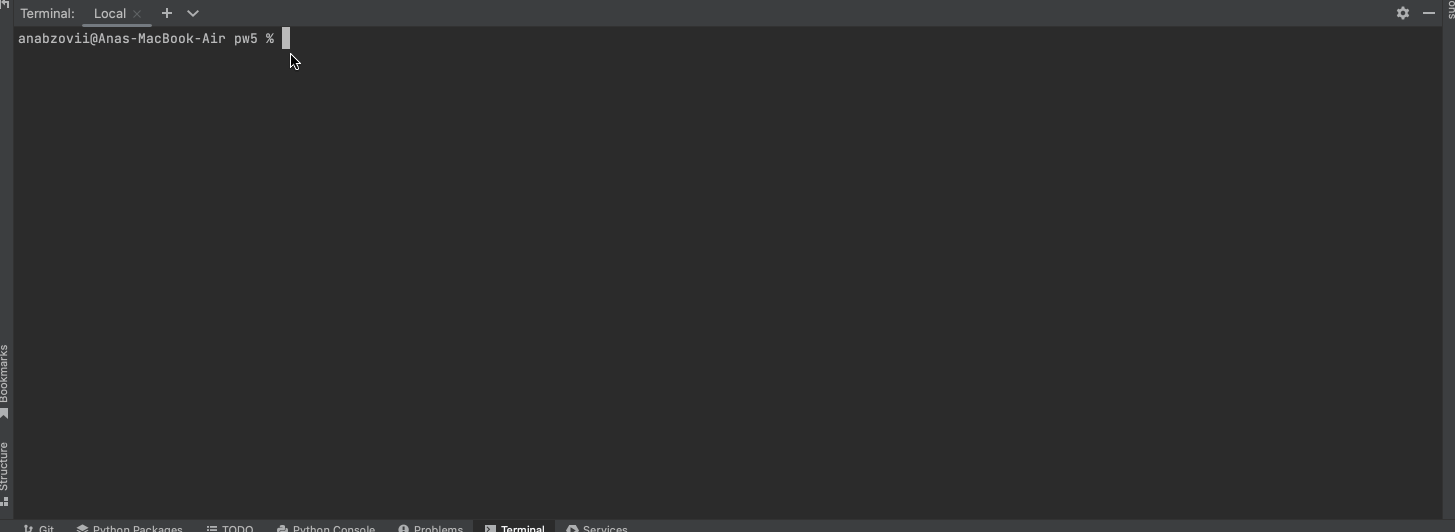 Terminal: Local
anabzovii@Anas-MacBook-Air pw5 %
Bookmarks
Structure
Git Python Packages TODO Python Console Problems Terminal Services